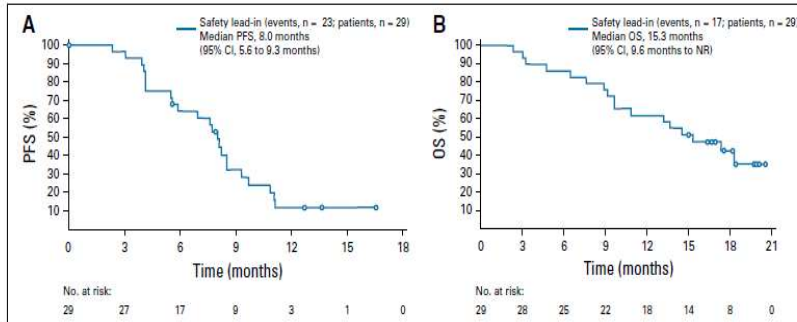 A
Safety lead-in (events, n = 23; patients, n = 29)
Median PFS, 8.0 months
(95% CI, 5.6 to 9.3 months)
PFS (%)
100
90
80
70
60
50
40
30
20
10
0 3 6 9 12 15 18
Time (months)
No. at risk:
29 27 17 9 3 1 0
B
Safety lead-in (events, n = 17; patients, n = 29)
Median OS, 15.3 months
(95% CI, 9.6 months to NR)
OS (%)
100
90
80
70
60
50
40
30
20
10
0 3 6 9 12 15 18 21
Time (months)
No. at risk:
29 28 25 22 18 14 8 0